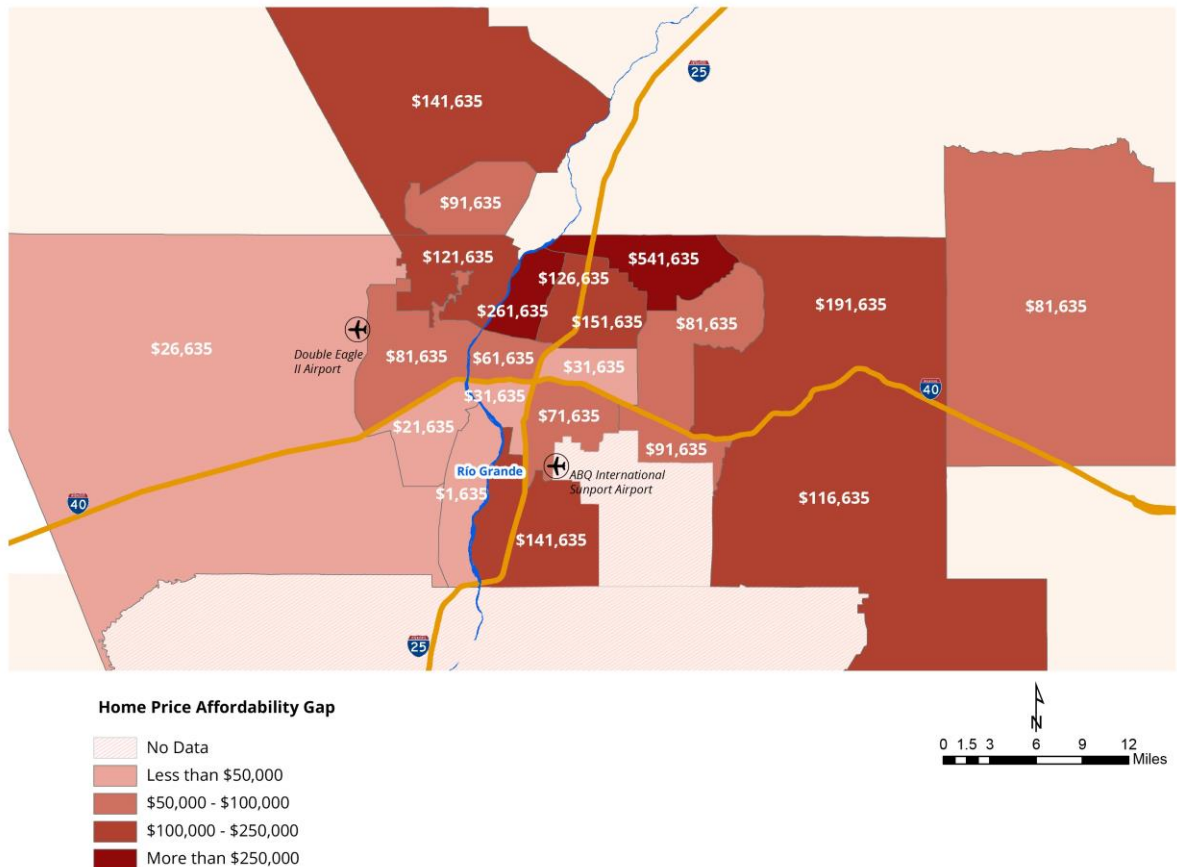 25
$141,635
$91,635
$121,635
$541,635
$126,635
$191,635
$81,635
$261,635
$151,635
$81,635
$26,635
Double Eagle
II Airport
$81,635
$61,635
$31,635
40
$31,635
$71,635
$21,635
$91,635
Río Grande
ABQ International
Sunport Airport
$1,635
40
$116,635
$141,635
25
Home Price Affordability Gap
No Data
Less than $50,000
$50,000 - $100,000
$100,000 - $250,000
More than $250,000
N
0 1.5 3 6 9 12
Miles